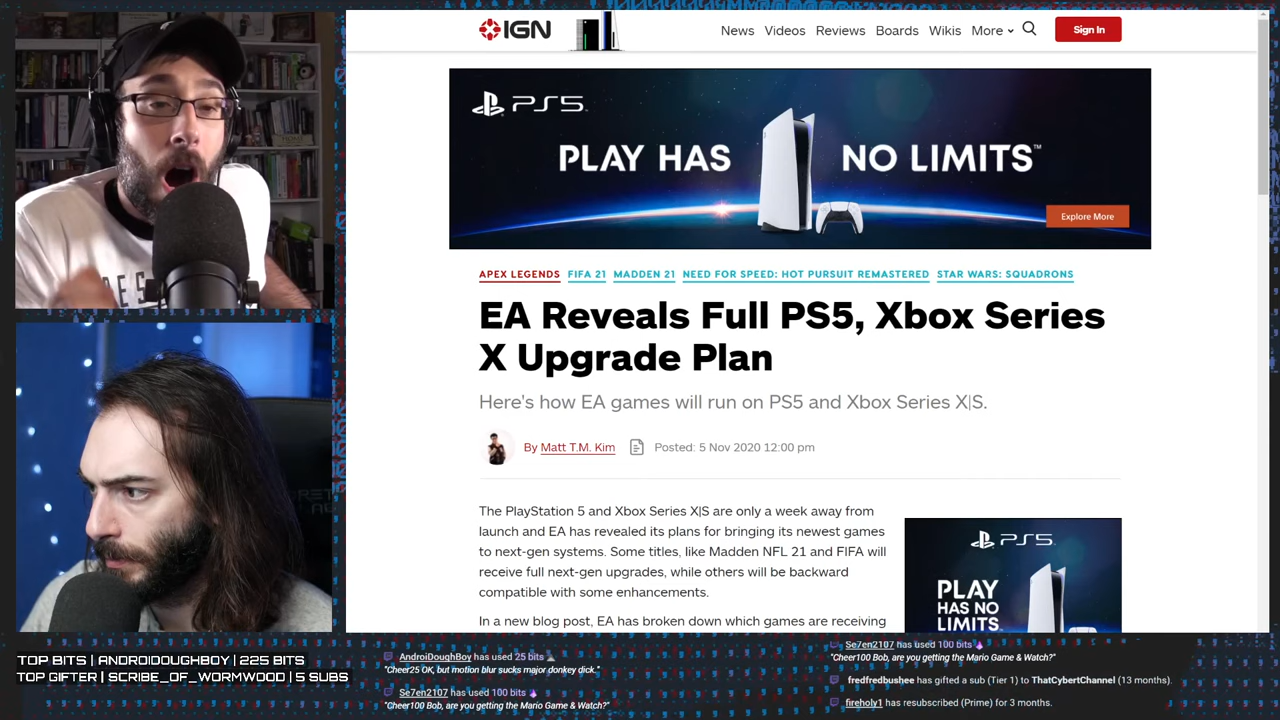 IGN
News Videos Reviews Boards Wikis More Sign In
PS5
PLAY HAS NO LIMITS™
Explore More
APEX LEGENDS FIFA 21 MADDEN 21 NEED FOR SPEED: HOT PURSUIT REMASTERED STAR WARS: SQUADRONS
EA Reveals Full PS5, Xbox Series
X Upgrade Plan
Here's how EA games will run on PS5 and Xbox Series X|S.
By Matt T.M. Kim Posted: 5 Nov 2020 12:00 pm
The PlayStation 5 and Xbox Series X|S are only a week away from
launch and EA has revealed its plans for bringing its newest games
to next-gen systems. Some titles, like Madden NFL 21 and FIFA will
receive full next-gen upgrades, while others will be backward
compatible with some enhancements.
In a new blog post, EA has broken down which games are receiving
PS5
PLAY
HAS NO
LIMITS™
TOP BITS | ANDROIDOUGHBOY | 225 BITS
TOP GIFTER | SCRIBE_OF_WORMWOOD | 5 SUBS
AndroiDoughBoy has used 25 bits
"Cheer25 OK, but motion blur sucks major donkey dick."
Se7en2107 has used 100 bits
"Cheer100 Bob, are you getting the Mario Game & Watch?"
Se7en2107 has used 100 bits
"Cheer100 Bob, are you getting the Mario Game & Watch?"
fredfredbushee has gifted a sub (Tier 1) to ThatCybertChannel (13 months).
fireholy1 has resubscribed (Prime) for 3 months.